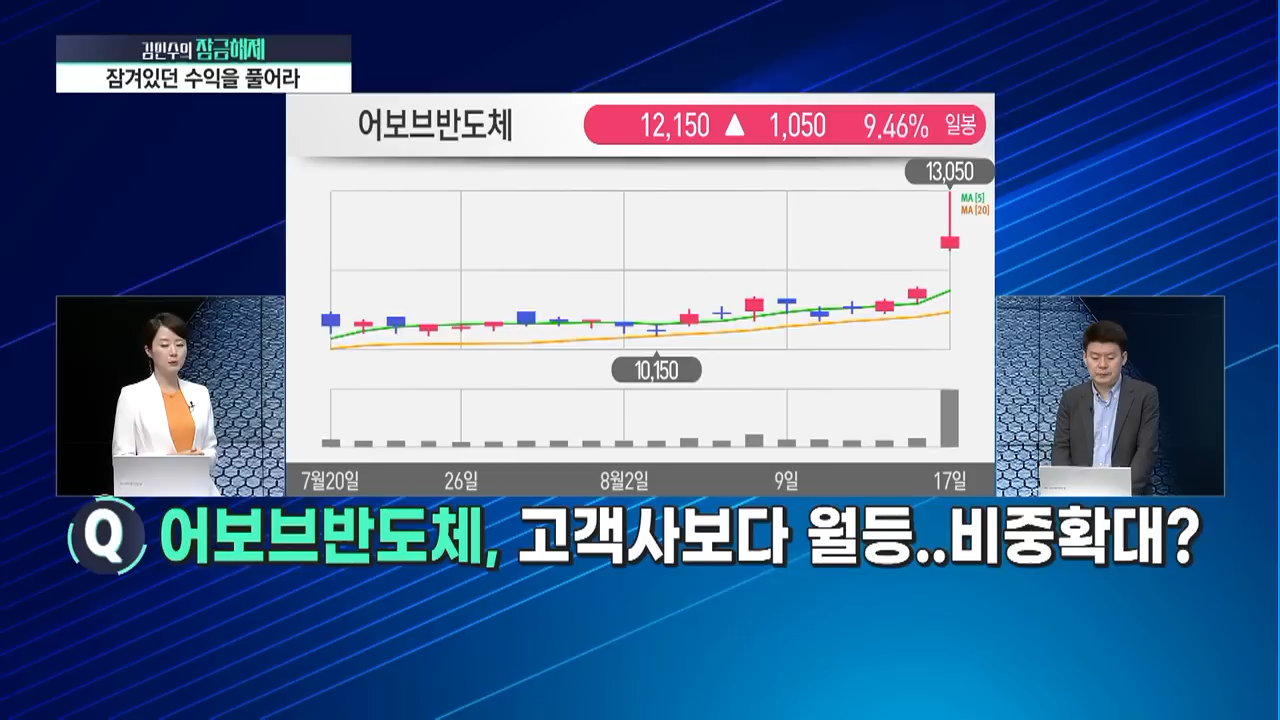 김민수의 잠금해제
잠겨있던 수익을 풀어라
어보브반도체
12,150 ▲ 1,050 9.46% 일봉
13,050
MA [5]
MA [20]
10,150
7월20일 26일 8월2일 9일 17일
Q 어보브반도체, 고객사보다 월등..비중확대?